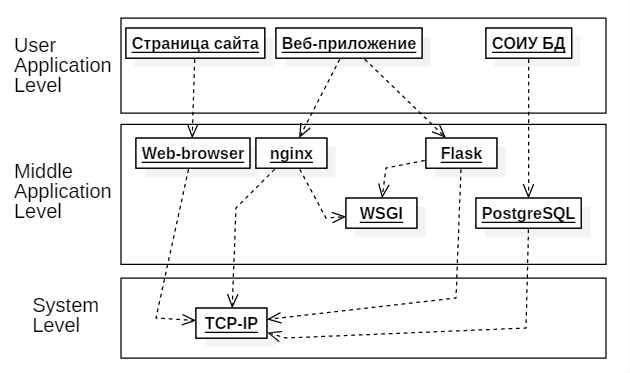 User
Application
Level
Страница сайта
Веб-приложение
СОИУ БД
Middle
Application
Level
Web-browser
nginx
Flask
WSGI
PostgreSQL
System
Level
TCP-IP